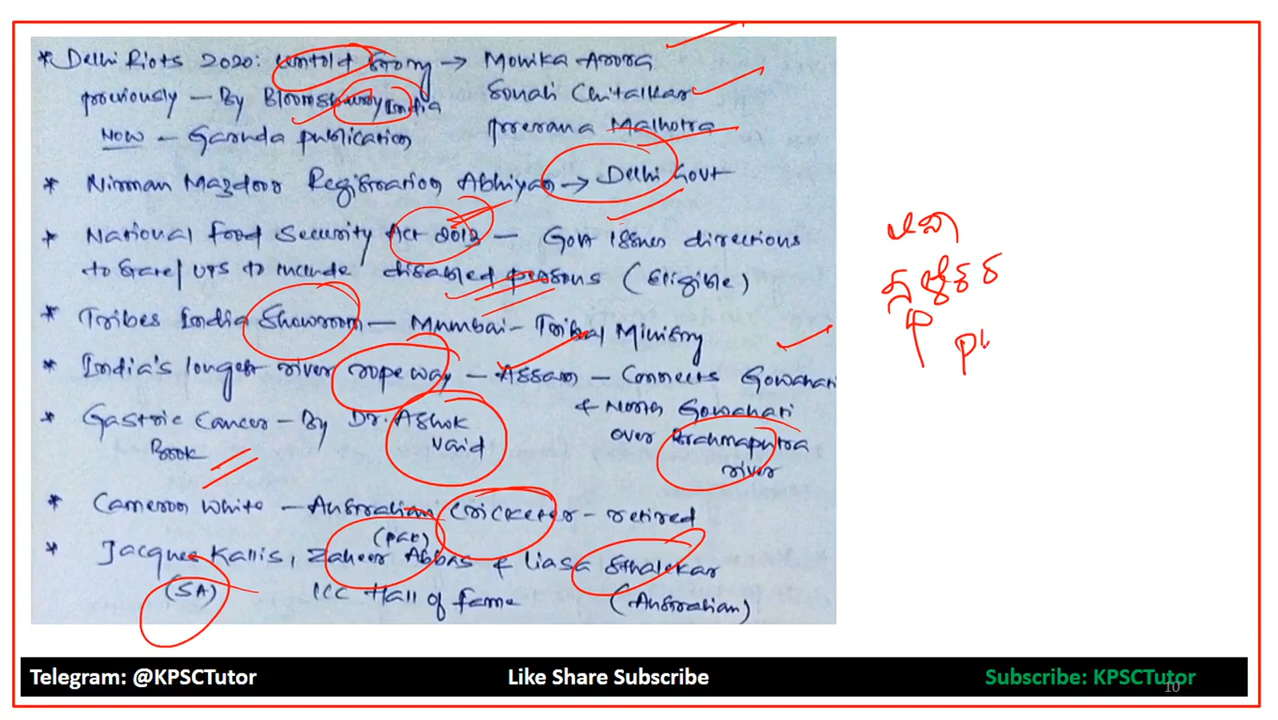 * Delhi Riots 2020: Untold Story → Monika Arora
previously - By Bloomsbury India Sonali Chitalkar
Now - Garuda publication Prerana Malhotra
* Nirman Mazdoor Registration Abhiyan → Delhi Govt
* National Food Security Act 2013 - Govt issues directions
to State/UTs to include disabled persons (Eligible)
* Tribes India Showroom - Mumbai - Tribal Ministry
* India's longest river ropeway - Assam - Connects Gowahari
& North Gowahari
over Brahmaputra
river
* Gastric Cancer - By Dr. Ashok
Book Vaid
* Cameron White - Australian Cricketer - retired
* Jacques Kallis, Zaheer Abbas & Liasa Sthalekar
(SA) (Pak) ICC Hall of fame (Australian)
Telegram: @KPSCTutor Like Share Subscribe Subscribe: KPSCTutor
10